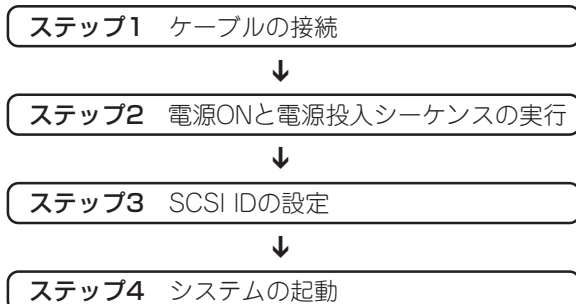 ステップ1 ケーブルの接続
↓
ステップ2 電源ONと電源投入シーケンスの実行
↓
ステップ3 SCSI IDの設定
↓
ステップ4 システムの起動